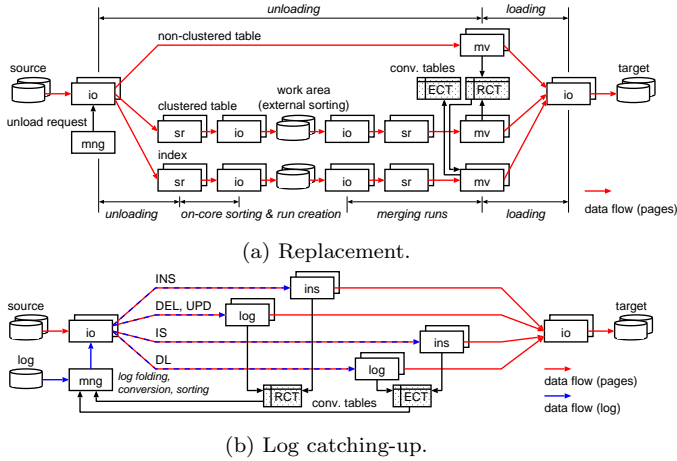 unloading
loading
non-clustered table
mv
source
conv. tables
target
io
ECT
RCT
io
work area
(external sorting)
clustered table
unload request
sr
io
io
sr
mv
mng
index
sr
io
io
sr
mv
unloading
on-core sorting & run creation
merging runs
loading
data flow (pages)
(a) Replacement.
INS
ins
source
DEL, UPD
target
log
io
IS
io
ins
log
DL
mng
log folding,
conversion, sorting
log
data flow (pages)
RCT
conv. tables
ECT
data flow (log)
(b) Log catching-up.